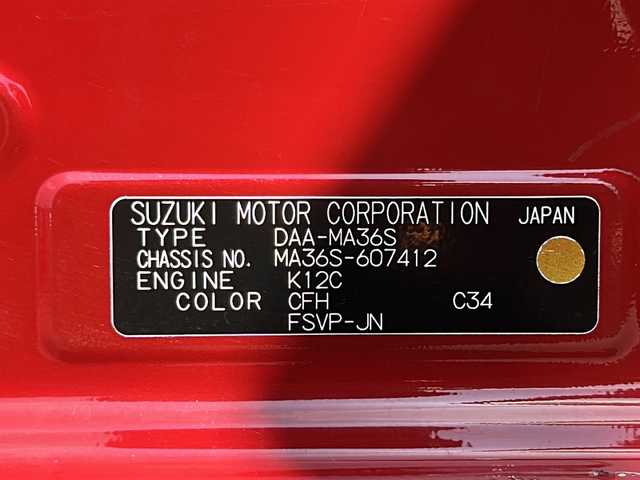 SUZUKI MOTOR CORPORATION JAPAN
TYPE DAA-MA36S
CHASSIS NO. MA36S-607412
ENGINE K12C
COLOR CFH C34
FSVP-JN